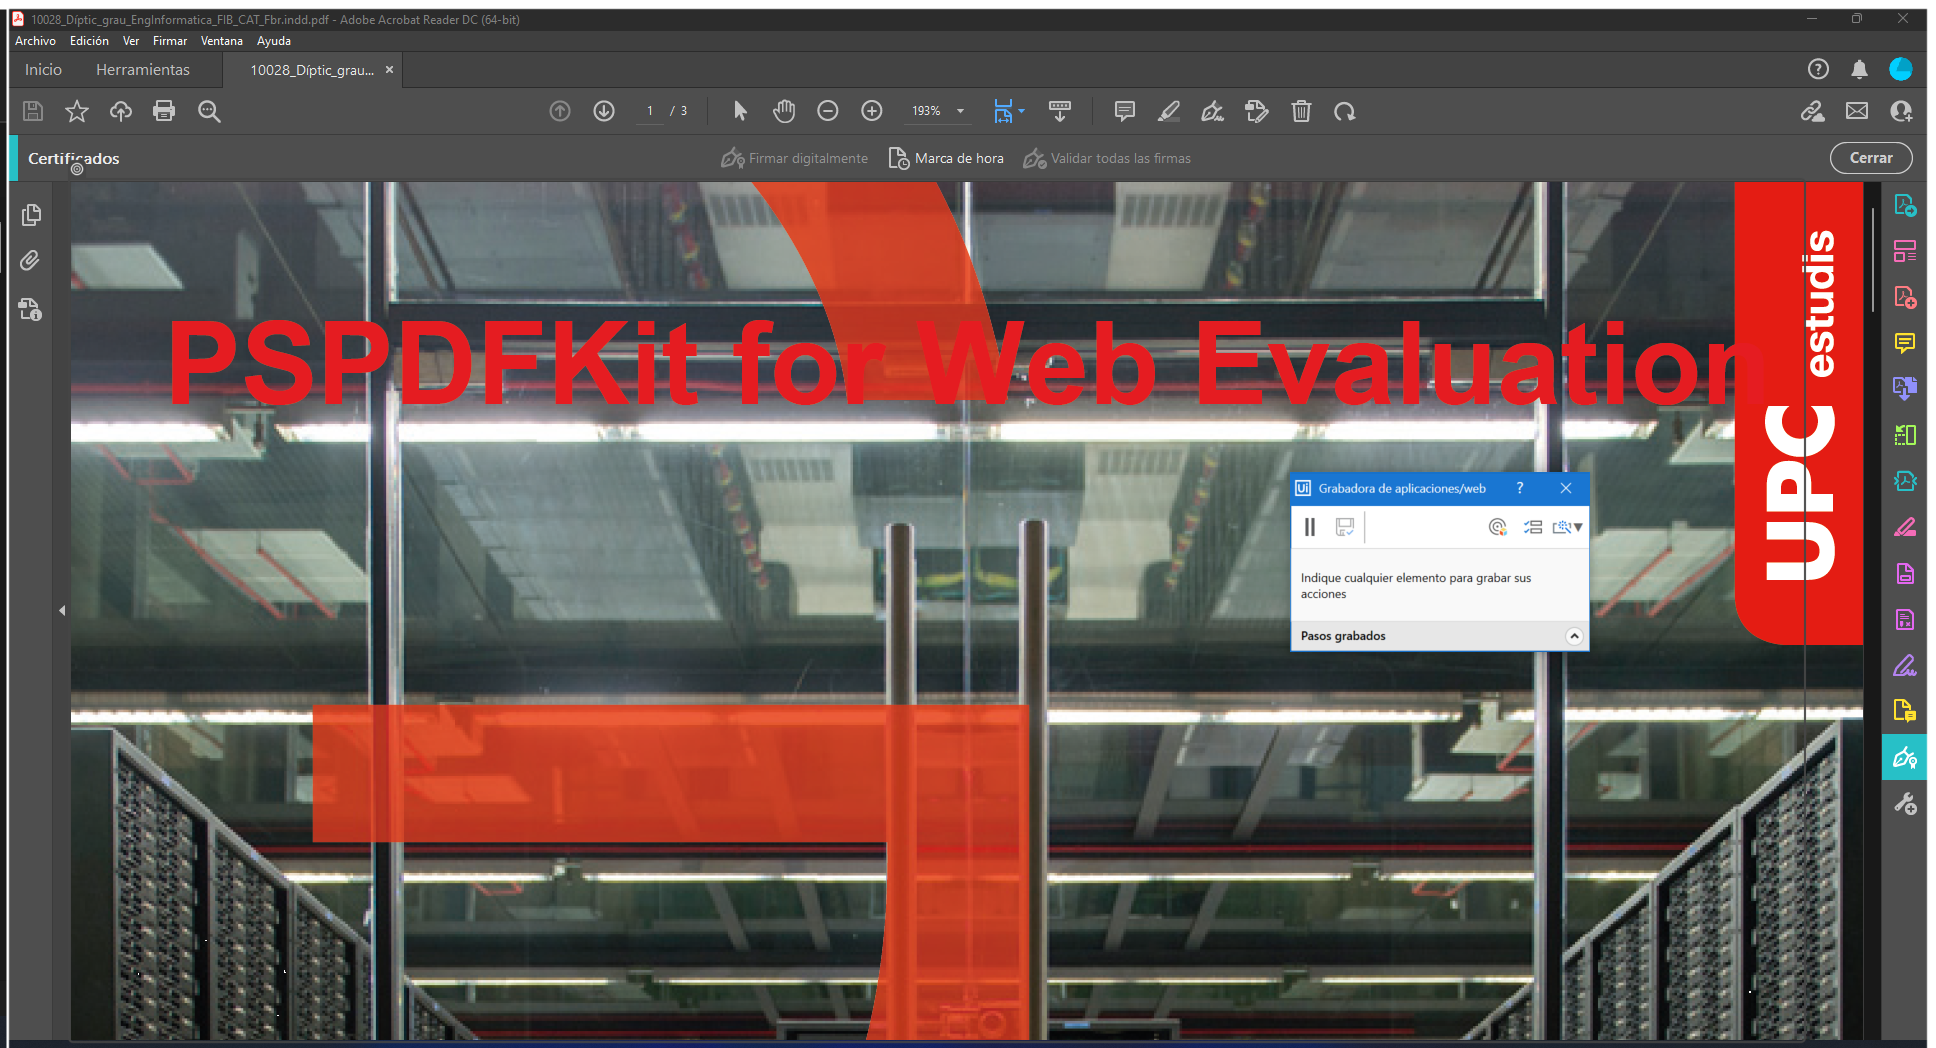 10028_Díptic_grau_EngInformatica_FIB_CAT_Fbr.indd.pdf - Adobe Acrobat Reader DC (64-bit)
Archivo Edición Ver Firmar Ventana Ayuda
Inicio Herramientas 10028_Díptic_grau... ×
1 / 3 193%
Certificados Firmar digitalmente Marca de hora Validar todas las firmas Cerrar
PSPDFKit for Web Evaluation
UPC estudis
Ui Grabadora de aplicaciones/web ?
Indique cualquier elemento para grabar sus
acciones
Pasos grabados